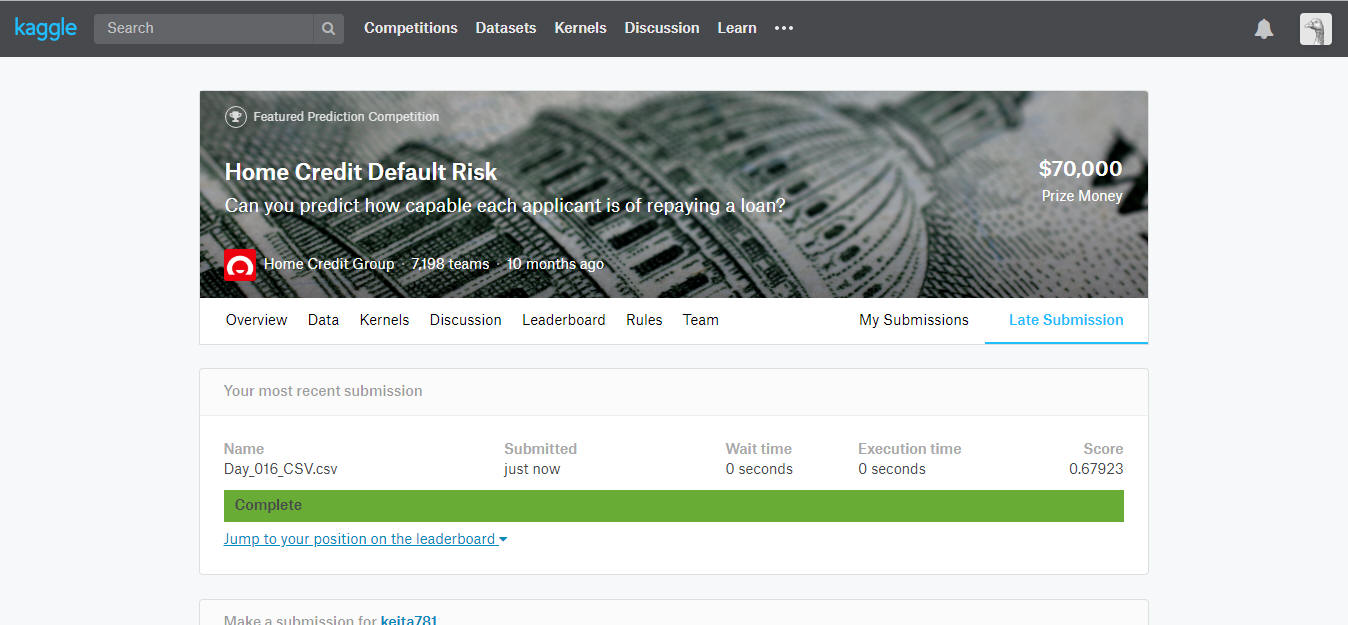 kaggle Search Competitions Datasets Kernels Discussion Learn
Featured Prediction Competition
Home Credit Default Risk
$70,000
Can you predict how capable each applicant is of repaying a loan?
Prize Money
Home Credit Group · 7,198 teams · 10 months ago
Overview Data Kernels Discussion Leaderboard Rules Team My Submissions Late Submission
Your most recent submission
Name Submitted Wait time Execution time Score
Day_016_CSV.csv just now 0 seconds 0 seconds 0.67923
Complete
Jump to your position on the leaderboard
Make a submission for keita781